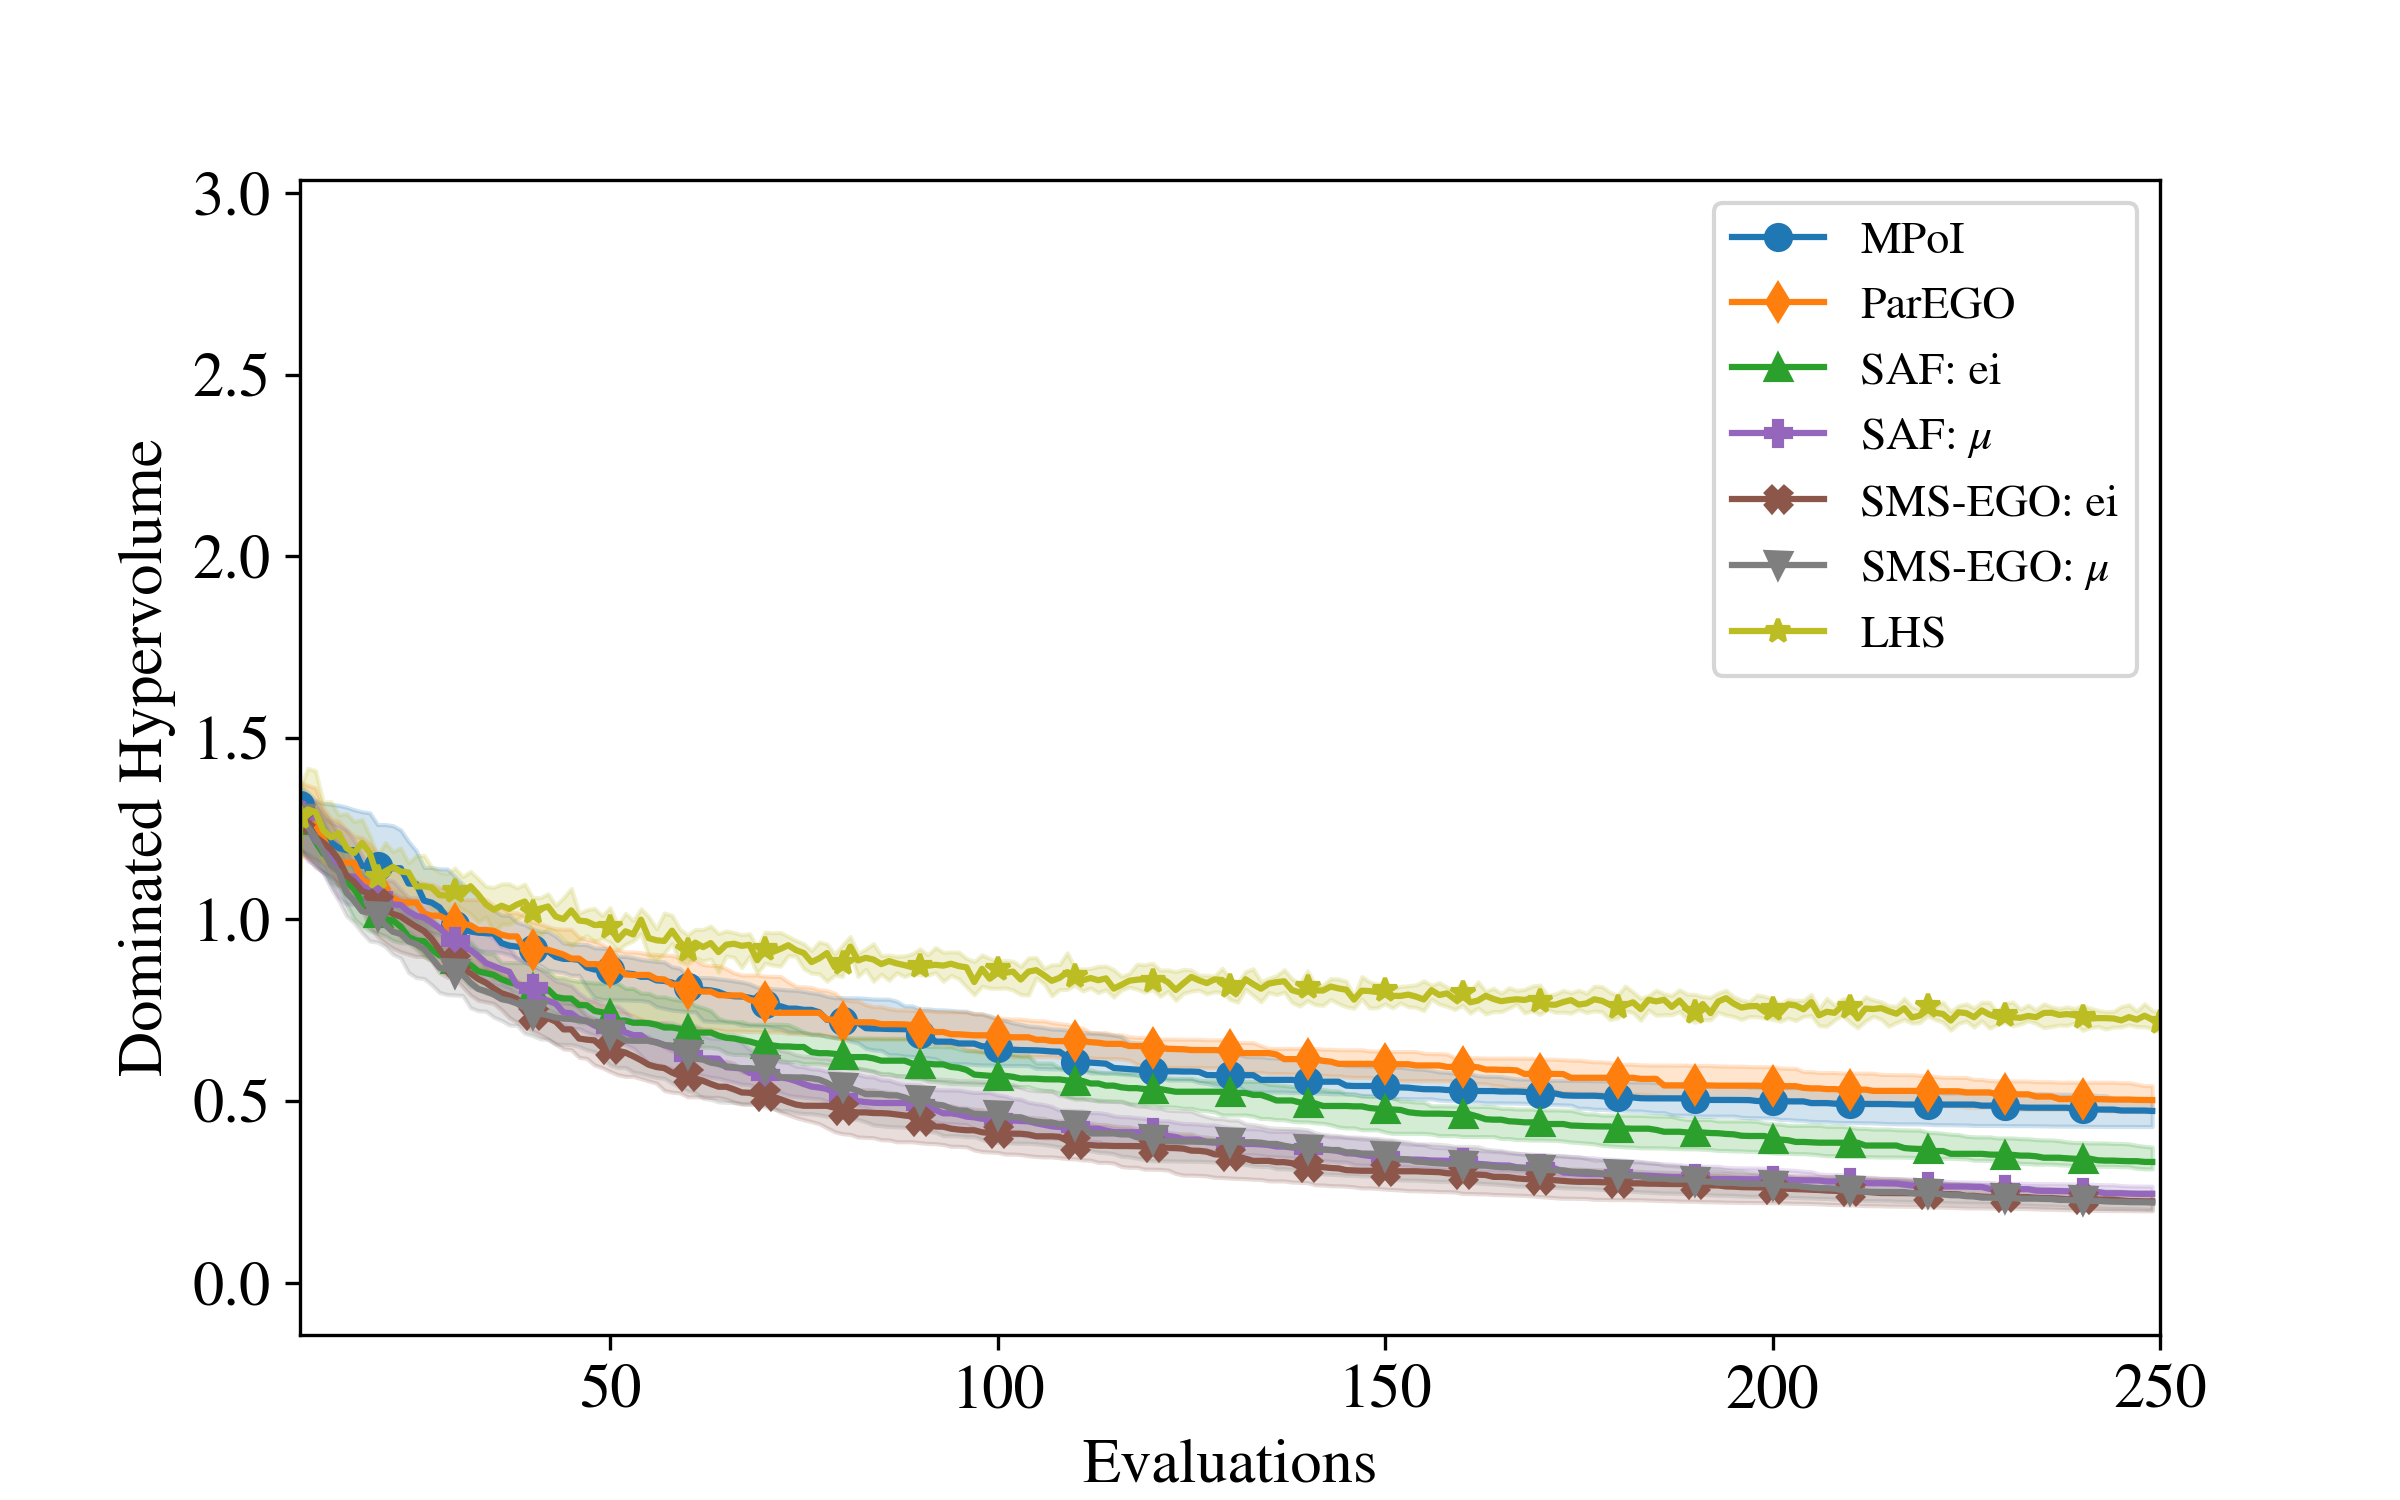 3.0
2.5
2.0
1.5
1.0
0.5
0.0
Dominated Hypervolume
50 100 150 200 250
Evaluations
MPoI
ParEGO
SAF: ei
SAF: μ
SMS-EGO: ei
SMS-EGO: μ
LHS